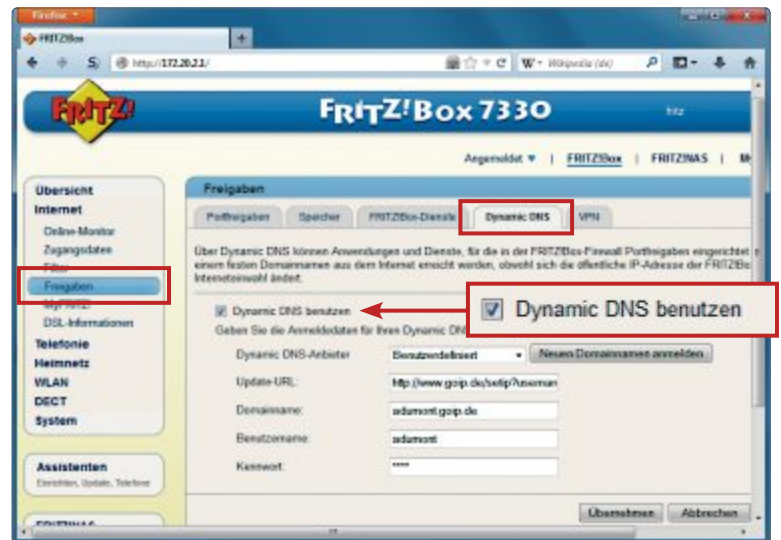 Firefox
FRITZ!Box
http://172.20.2.1/
W - Wikipedia (de)
FRITZ!
FRITZ!Box 7330
fritz
Angemeldet | FRITZ!Box | FRITZ!NAS | M
Übersicht
Internet
Online-Monitor
Zugangsdaten
Filter
Freigaben
MyFRITZ!
DSL-Informationen
Telefonie
Heimnetz
WLAN
DECT
System
Assistenten
Einrichten, Update, Telefone
FRITZ!NAS
Freigaben
Portfreigaben Speicher FRITZ!Box-Dienste Dynamic DNS VPN
Über Dynamic DNS können Anwendungen und Dienste, für die in der FRITZ!Box-Firewall Portfreigaben eingerichtet
einem festen Domainnamen aus dem Internet erreicht werden, obwohl sich die öffentliche IP-Adresse der FRITZ!Bo
Interneteinwahl ändert.
Dynamic DNS benutzen
Dynamic DNS benutzen
Geben Sie die Anmeldedaten für Ihren Dynamic DN
Dynamic DNS-Anbieter Benutzerdefiniert Neuen Domainnamen anmelden
Update-URL: http://www.goip.de/setip?usernam
Domainname: adumont.goip.de
Benutzername: adumont
Kennwort: ****
Übernehmen Abbrechen